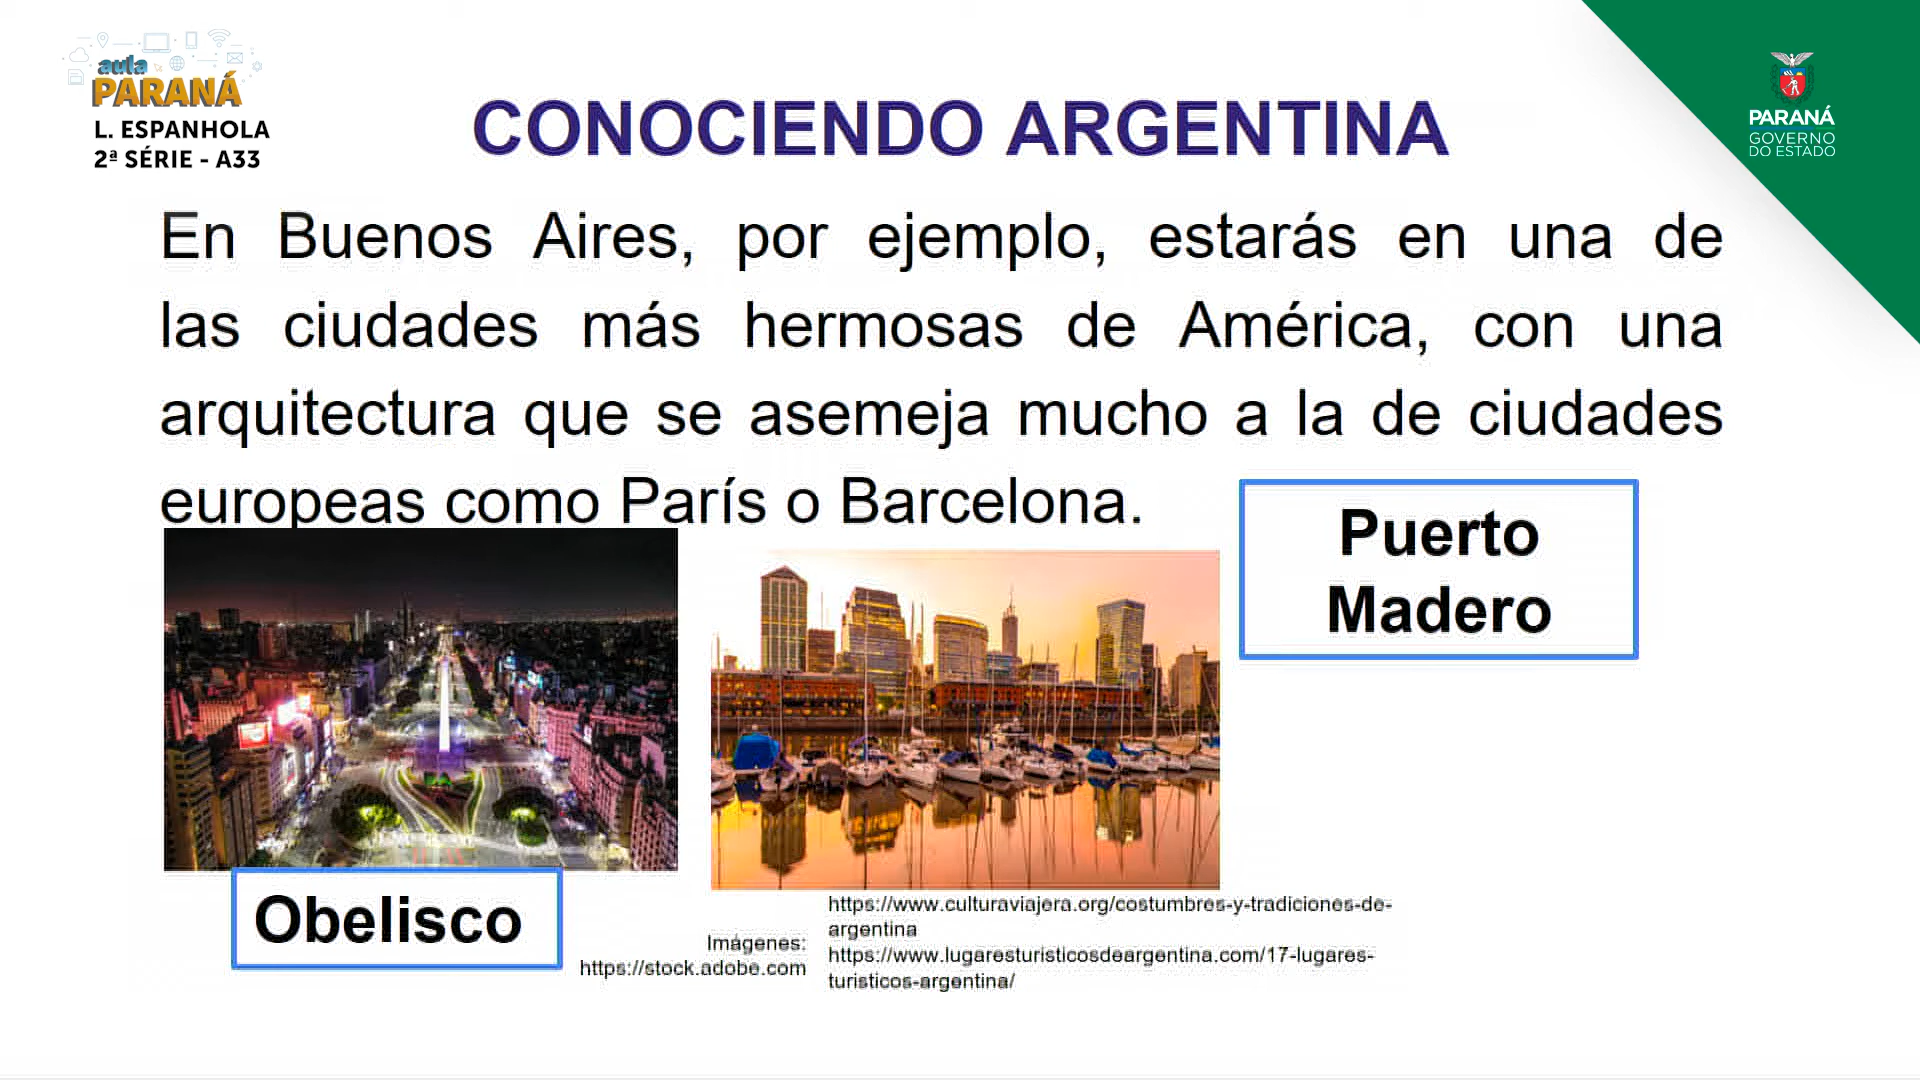 aula
PARANÁ
L. ESPANHOLA
2ª SÉRIE - A33
PARANÁ
GOVERNO
DO ESTADO
CONOCIENDO ARGENTINA
En Buenos Aires, por ejemplo, estarás en una de
las ciudades más hermosas de América, con una
arquitectura que se asemeja mucho a la de ciudades
europeas como París o Barcelona.
Puerto
Madero
Obelisco
Imágenes:
https://stock.adobe.com
https://www.culturaviajera.org/costumbres-y-tradiciones-de-
argentina
https://www.lugaresturisticosdeargentina.com/17-lugares-
turisticos-argentina/